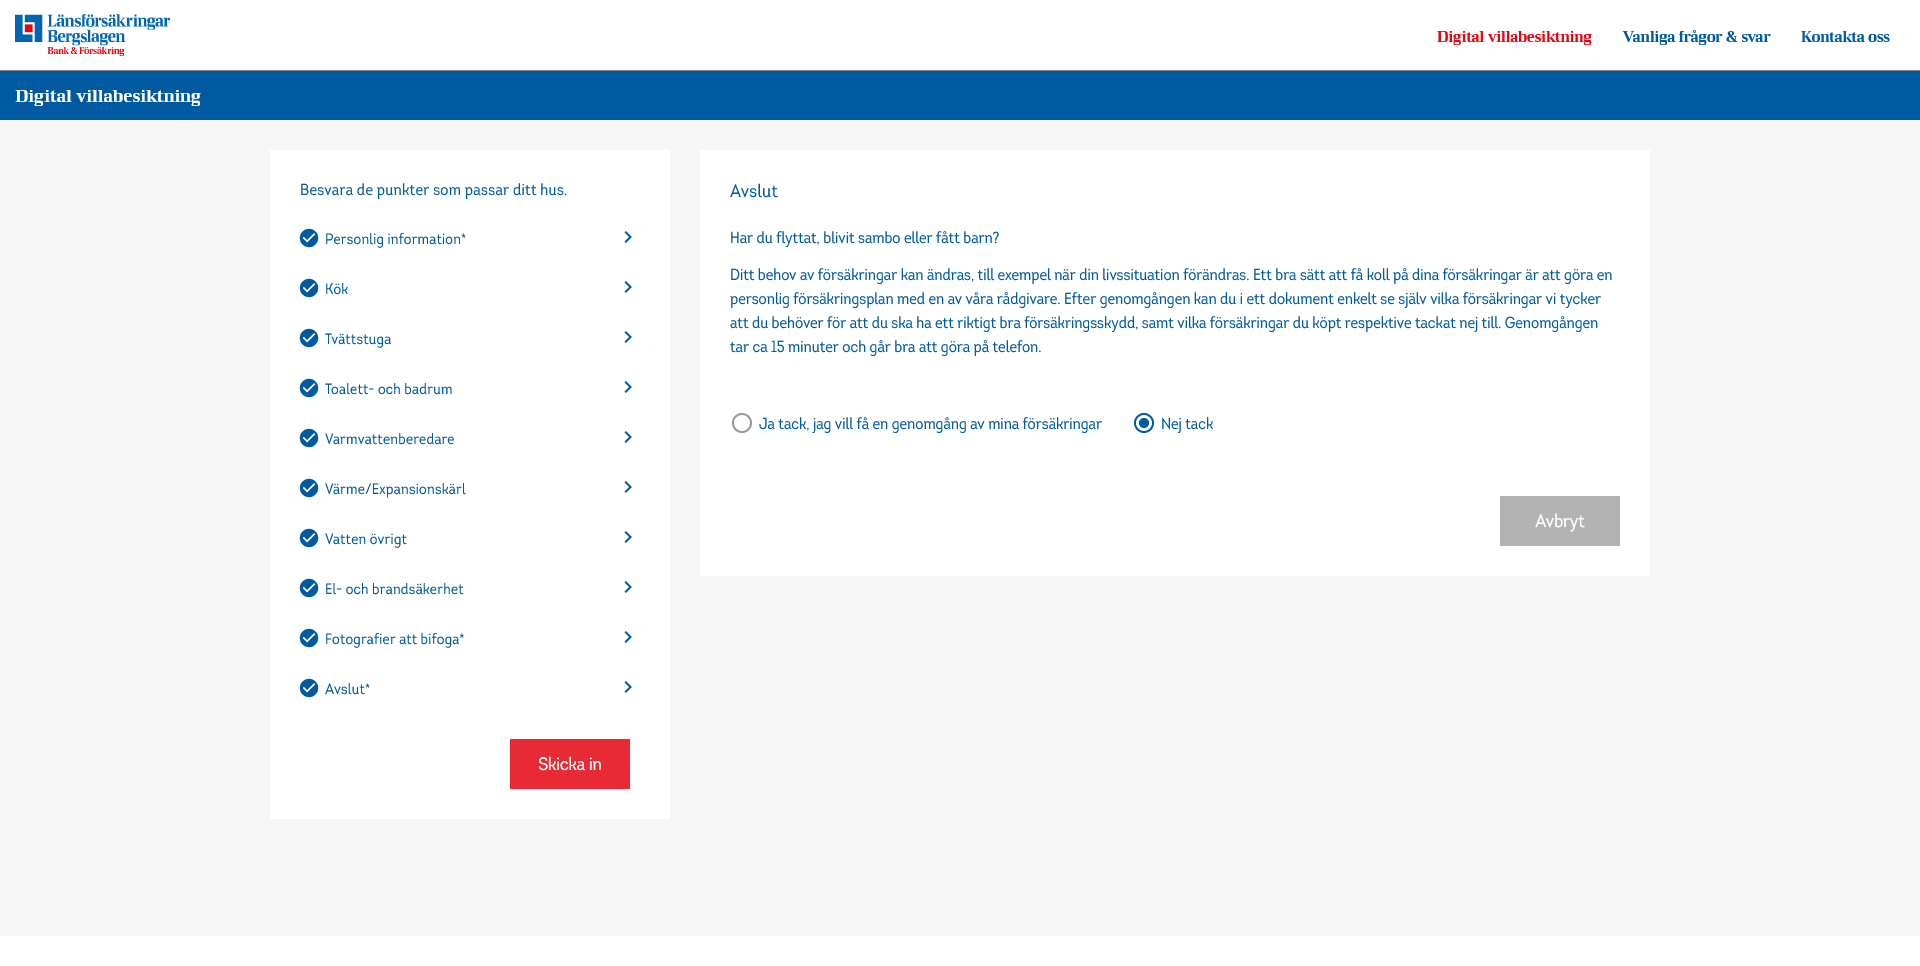 Länsförsäkringar
Bergslagen
Bank & Försäkring
Digital villabesiktning
Vanliga frågor & svar
Kontakta oss
Digital villabesiktning
Besvara de punkter som passar ditt hus.
Personlig information*
Kök
Tvättstuga
Toalett- och badrum
Varmvattenberedare
Värme/Expansionskärl
Vatten övrigt
El- och brandsäkerhet
Fotografier att bifoga*
Avslut*
Skicka in
Avslut
Har du flyttat, blivit sambo eller fått barn?
Ditt behov av försäkringar kan ändras, till exempel när din livssituation förändras. Ett bra sätt att få koll på dina försäkringar är att göra en
personlig försäkringsplan med en av våra rådgivare. Efter genomgången kan du i ett dokument enkelt se själv vilka försäkringar vi tycker
att du behöver för att du ska ha ett riktigt bra försäkringsskydd, samt vilka försäkringar du köpt respektive tackat nej till. Genomgången
tar ca 15 minuter och går bra att göra på telefon.
Ja tack, jag vill få en genomgång av mina försäkringar
Nej tack
Avbryt